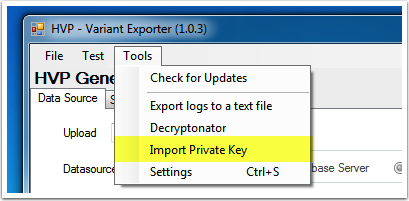 HVP - Variant Exporter (1.0.3)
File Test Tools
HVP Gene
Check for Updates
Data Source
Export logs to a text file
Upload
Decryptonator
Import Private Key
Datasource
Settings Ctrl+S
base Server